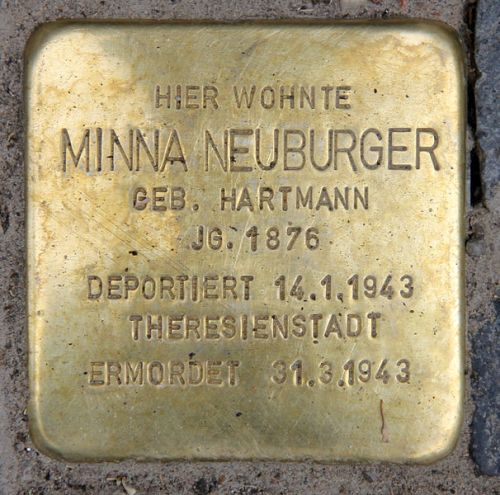 HIER WOHNTE
MINNA NEUBURGER
GEB. HARTMANN
JG. 1876
DEPORTIERT 14.1.1943
THERESIENSTADT
ERMORDET 31.3.1943